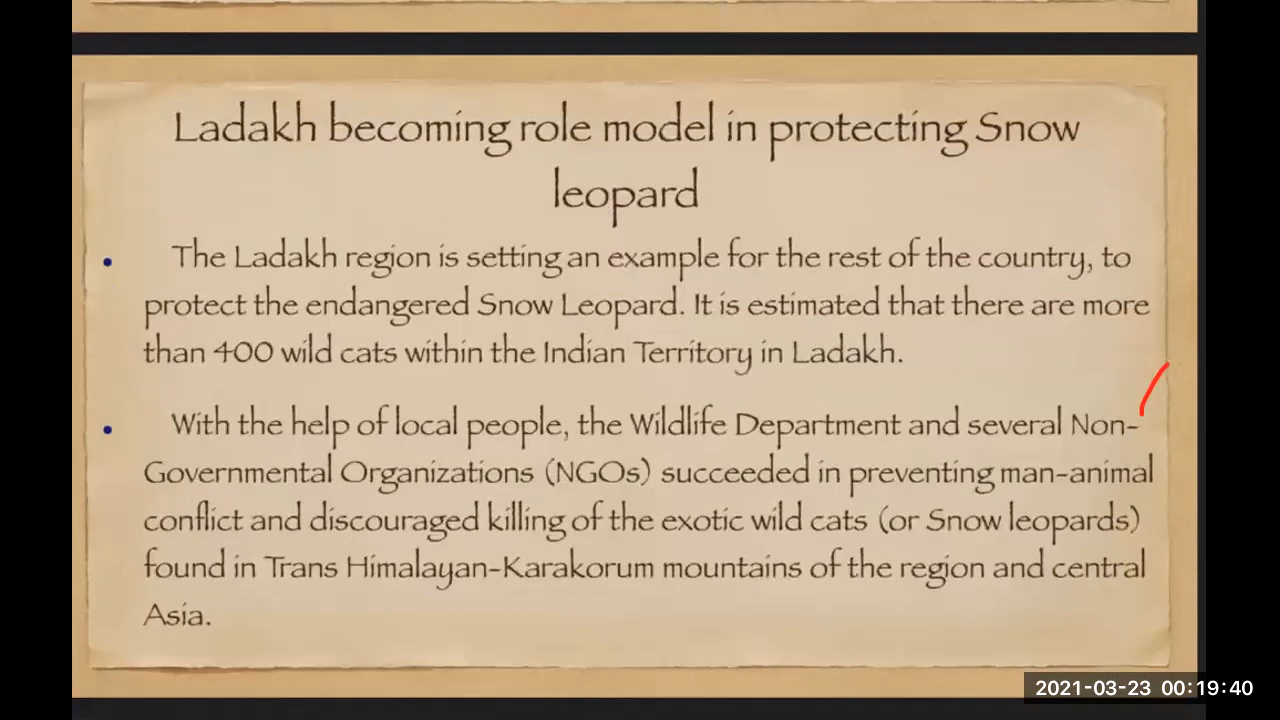 Ladakh becoming role model in protecting Snow
leopard
• The Ladakh region is setting an example for the rest of the country, to
protect the endangered Snow Leopard. It is estimated that there are more
than 400 wild cats within the Indian Territory in Ladakh.
• With the help of local people, the Wildlife Department and several Non-
Governmental Organizations (NGOs) succeeded in preventing man-animal
conflict and discouraged killing of the exotic wild cats (or Snow leopards)
found in Trans Himalayan-Karakorum mountains of the region and central
Asia.
2021-03-23 00:19:40